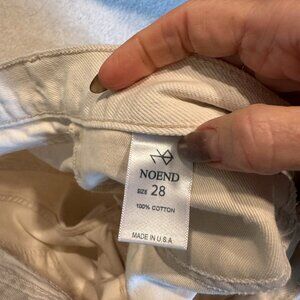 NOEND
SIZE 28
100% COTTON
MADE IN U.S.A